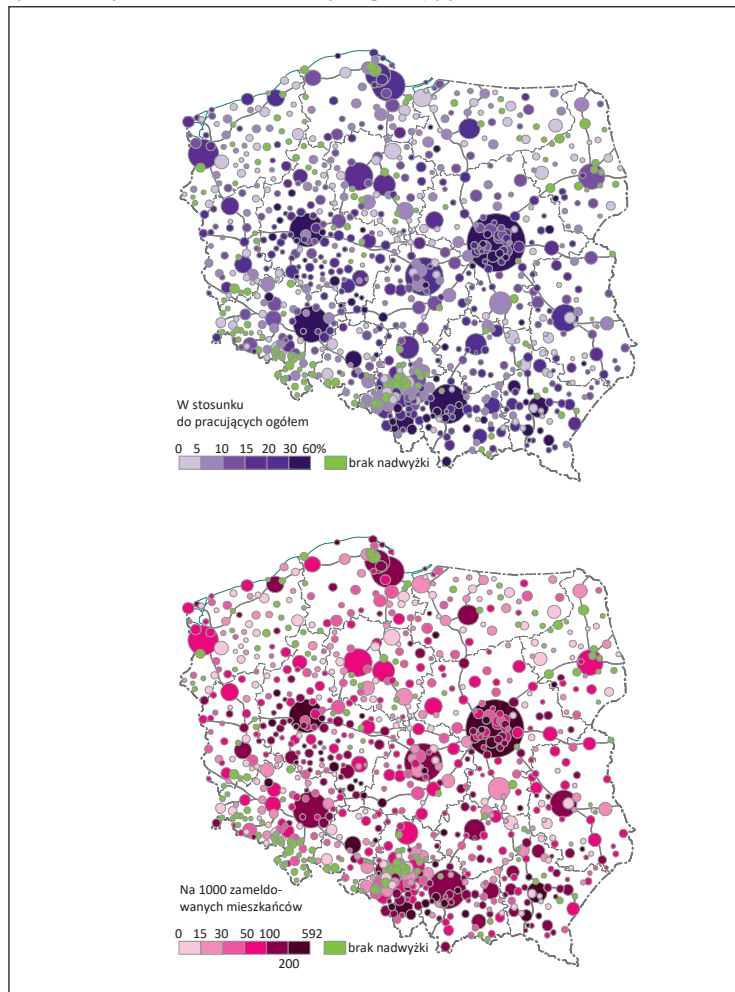 W stosunku
do pracujących ogółem
0 5 10 15 20 30 60%
brak nadwyżki
Na 1000 zameldo-
wanych mieszkańców
0 15 30 50 100 592
200
brak nadwyżki